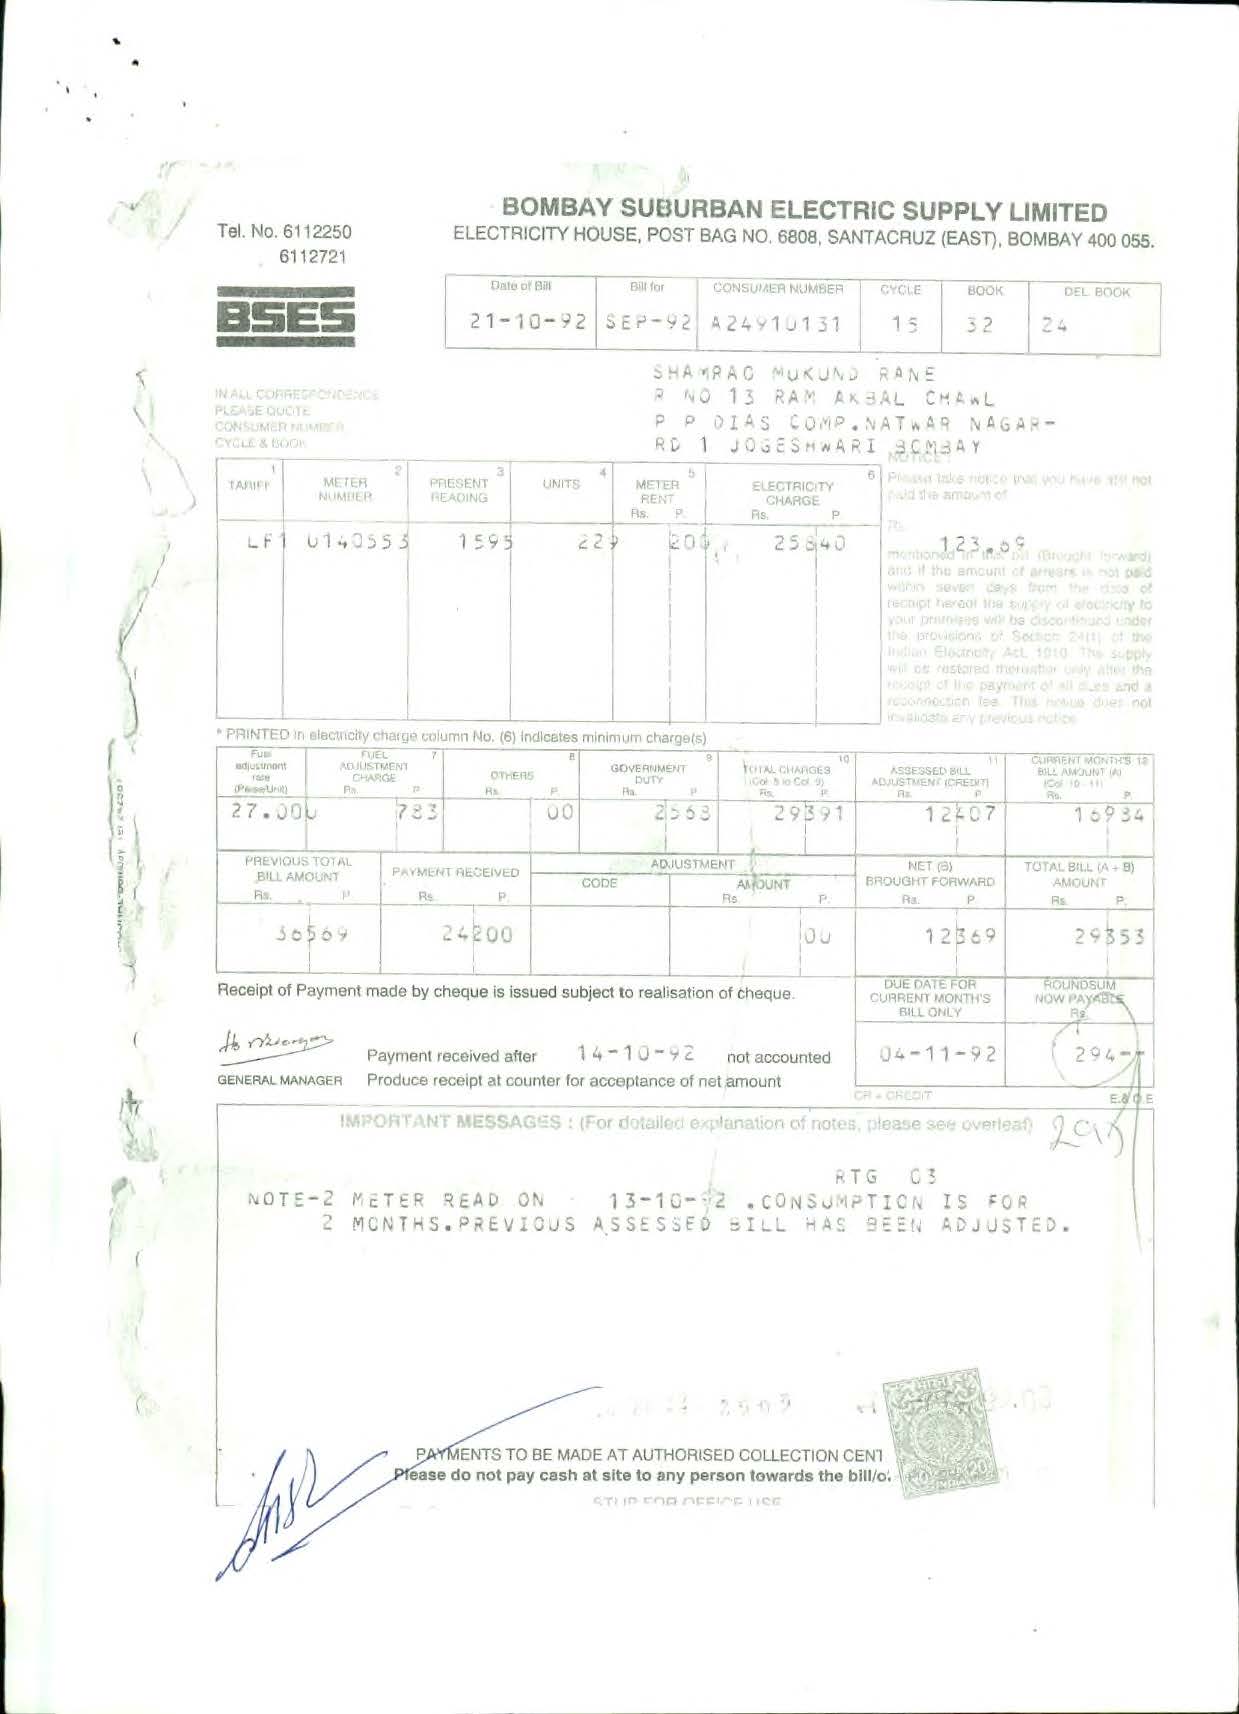 BOMBAY SUBURBAN ELECTRIC SUPPLY LIMITED
ELECTRICITY HOUSE, POST BAG NO. 6808, SANTACRUZ (EAST), BOMBAY 400 055.
Tel. No. 6112250
6112721
BSES
Date of Bill Bill for CONSUMER NUMBER CYCLE BOOK DEL BOOK
21-10-92 SEP-92 A24910131 15 32 24
SHAMRAO MUKUND RANE
R NO 13 RAM AKBAL CHAWL
P P DIAS COMP.NATWAR NAGAR-
RD 1 JOGESHWARI BOMBAY
IN ALL CORRESPONDENCE
PLEASE QUOTE
CONSUMER NUMBER
CYCLE & BOOK
1 2 3 4 5 6
TARIFF METER NUMBER PRESENT READING UNITS METER RENT Rs. P. ELECTRICITY CHARGE Rs. P
LF1 0140553 1595 229 200 25840
NOTICE :
Please take notice that you have still not
paid the amount of
Rs.
123.69
mentioned in this bill (Brought forward)
and if the amount of arrears is not paid
within seven days from the date of
receipt hereof the supply of electricity to
your premises will be discontinued under
the provisions of Section 24(1) of the
Indian Electricity Act, 1910. The supply
will be restored thereafter only after the
receipt of the payment of all dues and a
reconnection fee. This notice does not
invalidate any previous notice
* PRINTED in electricity charge column No. (6) indicates minimum charge(s)
Fuel adjustment rate (Paise/Unit) FUEL ADJUSTMENT CHARGE Rs. P 7 OTHERS Rs. P. 8 GOVERNMENT DUTY Rs. P 9 TOTAL CHARGES (Col. 5 to Col. 9) Rs. P. 10 ASSESSED BILL ADJUSTMENT (CREDIT) Rs. P 11 CURRENT MONTH'S BILL AMOUNT (A) (Col. 10 - 11) Rs. P. 12
27.000 783 00 2568 29391 12407 16984
PREVIOUS TOTAL BILL AMOUNT Rs. P PAYMENT RECEIVED Rs. P. ADJUSTMENT CODE AMOUNT Rs. P. NET (B) BROUGHT FORWARD Rs. P TOTAL BILL (A + B) AMOUNT Rs. P.
36569 24200 00 12369 29353
Receipt of Payment made by cheque is issued subject to realisation of cheque.
DUE DATE FOR CURRENT MONTH'S BILL ONLY ROUNDSUM NOW PAYABLE Rs.
Payment received after 14-10-92 not accounted 04-11-92 294--
GENERAL MANAGER Produce receipt at counter for acceptance of net amount
CR = CREDIT E.& O.E
IMPORTANT MESSAGES : (For detailed explanation of notes, please see overleaf)
RTG 03
NOTE-2 METER READ ON 13-10-92 .CONSUMPTION IS FOR
2 MONTHS.PREVIOUS ASSESSED BILL HAS BEEN ADJUSTED.
PAYMENTS TO BE MADE AT AUTHORISED COLLECTION CENT
Please do not pay cash at site to any person towards the bill/o
STUB FOR OFFICE USE